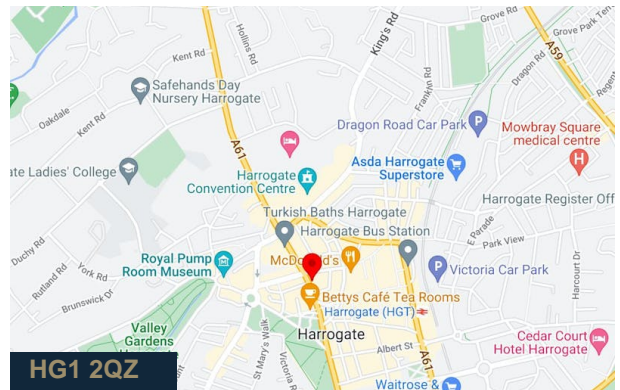 Grove Rd
Grove Park Ter
A59
Kent Rd
Hollins Rd
King's Rd
Dragon Rd
Regen
Safehands Day
Nursery Harrogate
Franklin Rd
Oakdale
Kent Rd
A61
Dragon Road Car Park
Mowbray Square
medical centre
ate Ladies' College
Harrogate
Convention Centre
Asda Harrogate
Superstore
Harrogate Register Off
Turkish Baths Harrogate
Harrogate Bus Station
E Parade
Park View
Duchy Rd
Rutland Rd
York Rd
Brunswick Dr
Royal Pump
Room Museum
McDonald's
Victoria Car Park
Harcourt Dr
Bettys Café Tea Rooms
Harrogate (HGT)
Valley
Gardens
St Mary's Walk
Victoria R
Harrogate
Albert St
A61
Cedar Court
Hotel Harrogate
Waitrose &
HG1 2QZ